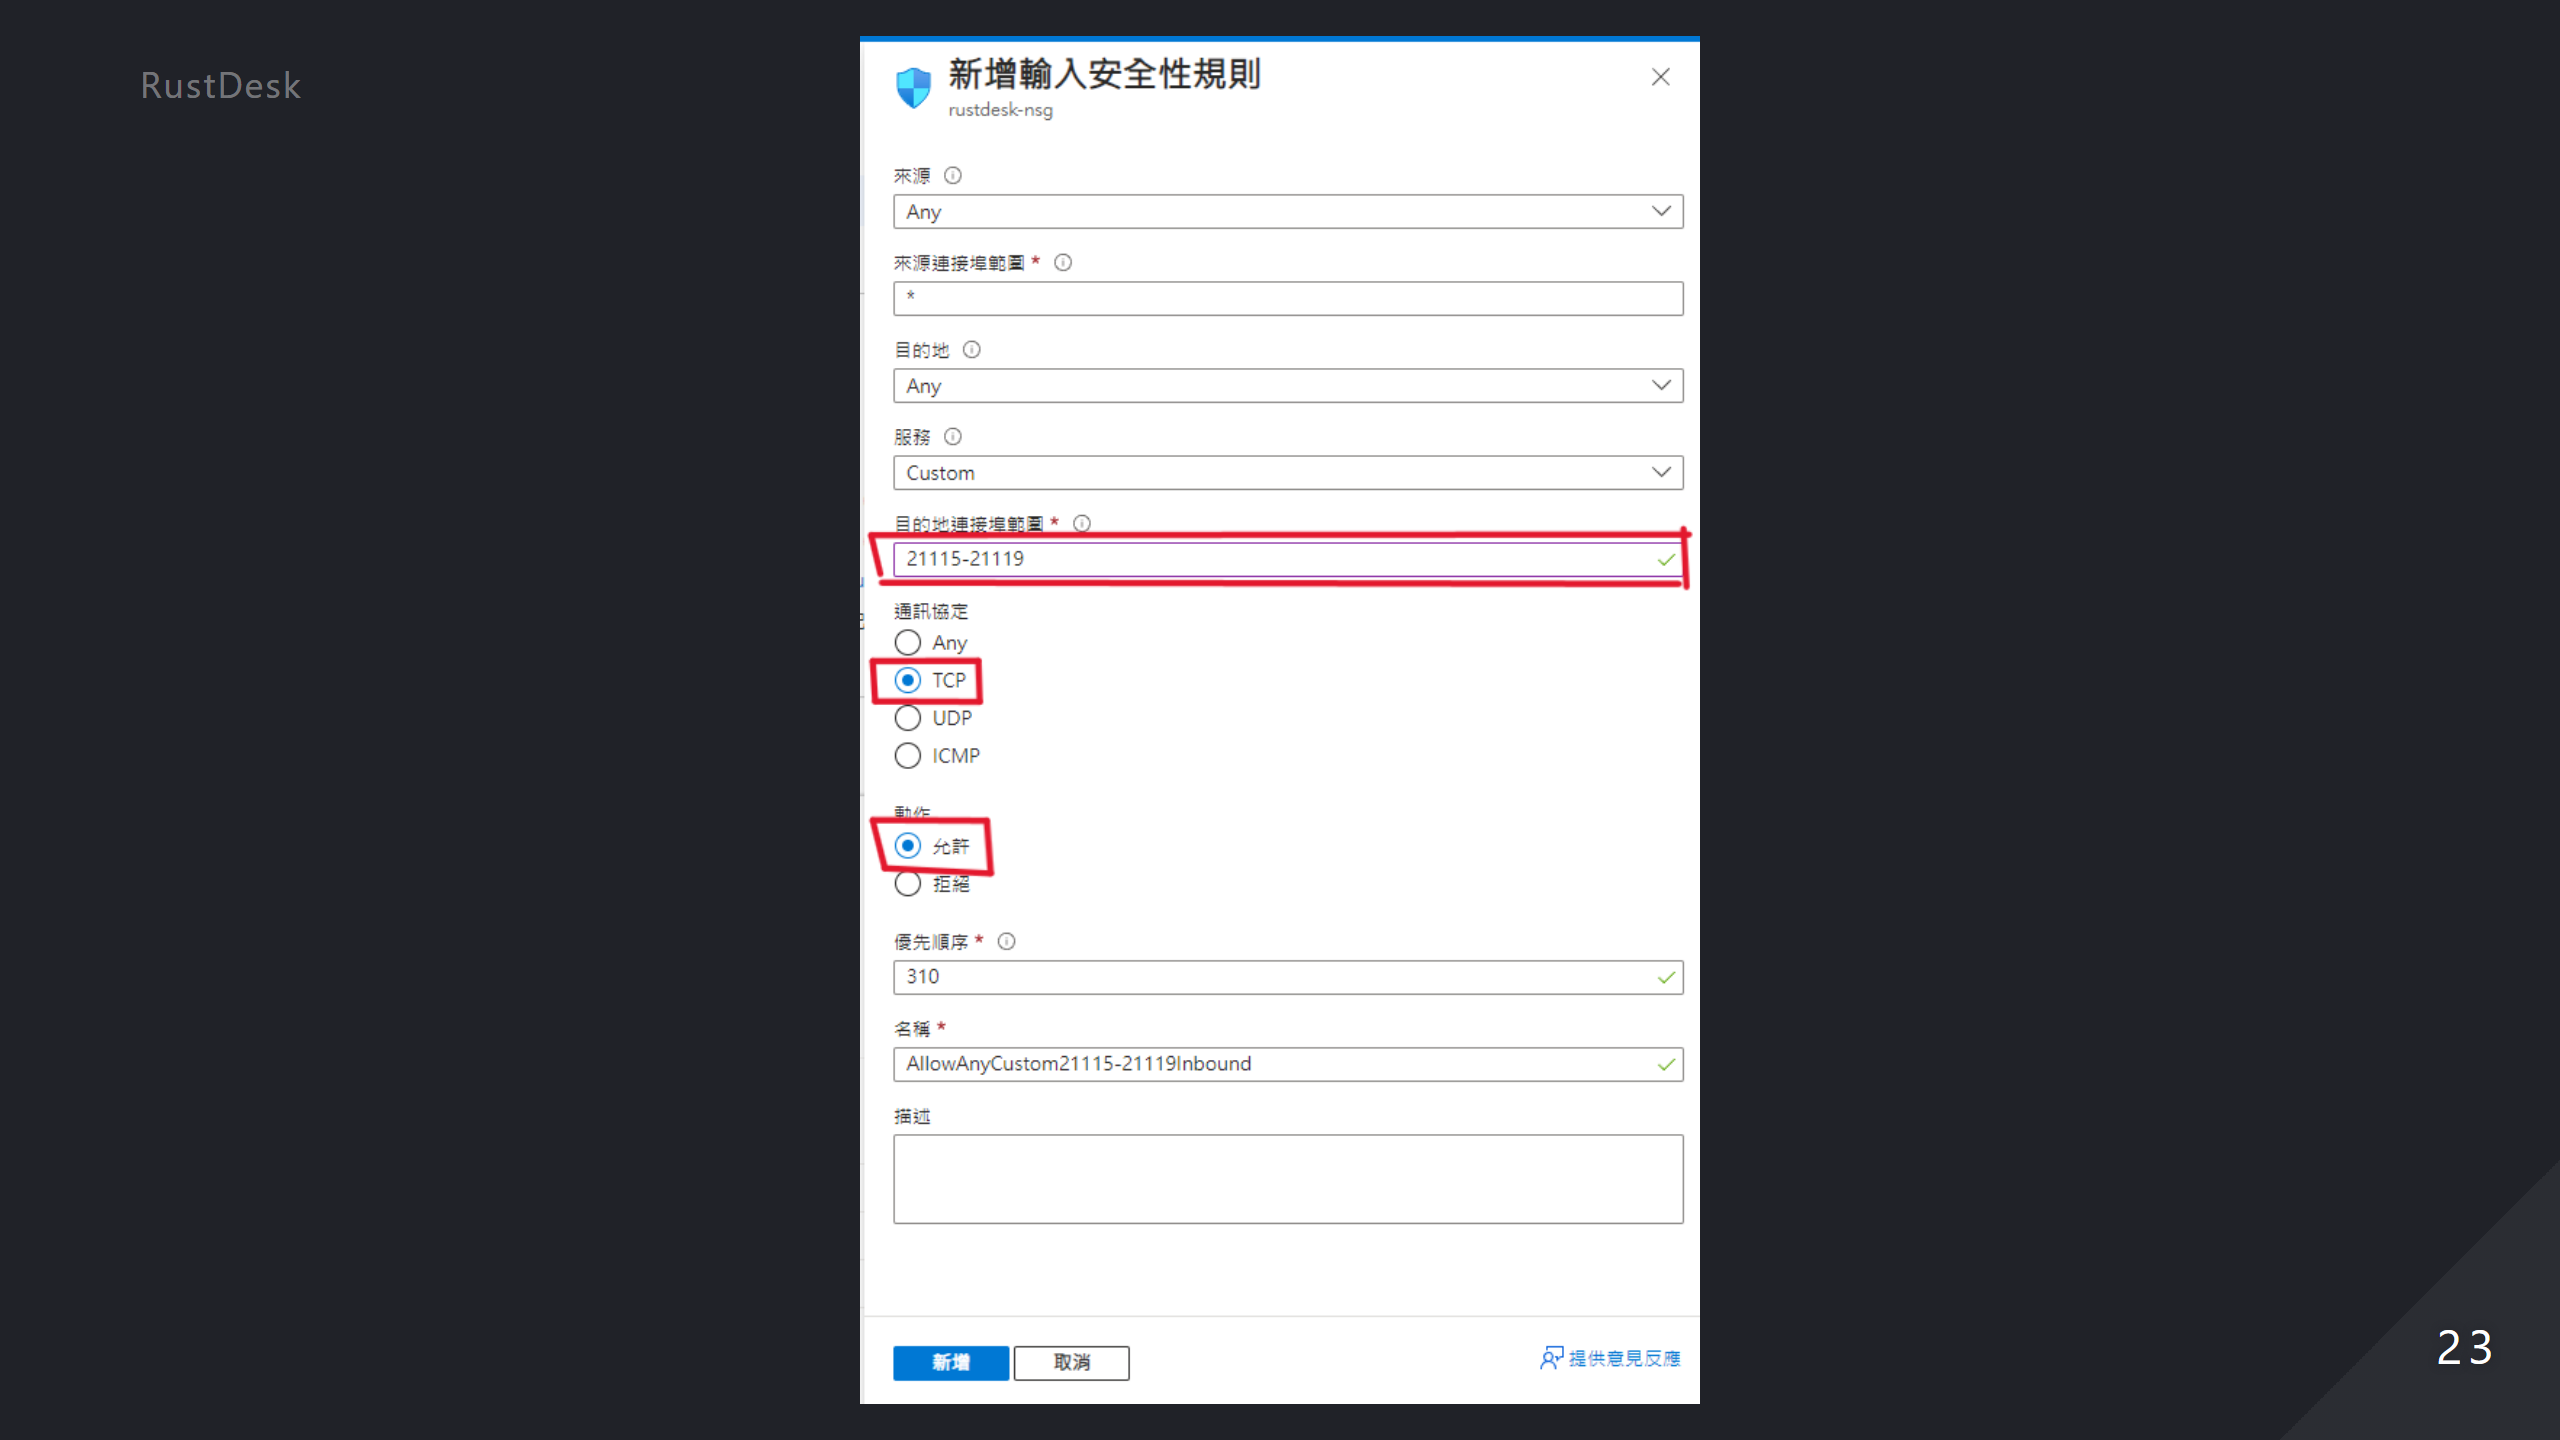 RustDesk
新增輸入安全性規則
rustdesk-nsg
來源
Any
來源連接埠範圍 *
*
目的地
Any
服務
Custom
目的地連接埠範圍 *
21115-21119
通訊協定
Any
TCP
UDP
ICMP
動作
允許
拒絕
優先順序 *
310
名稱 *
AllowAnyCustom21115-21119Inbound
描述
新增
取消
提供意見反應
23